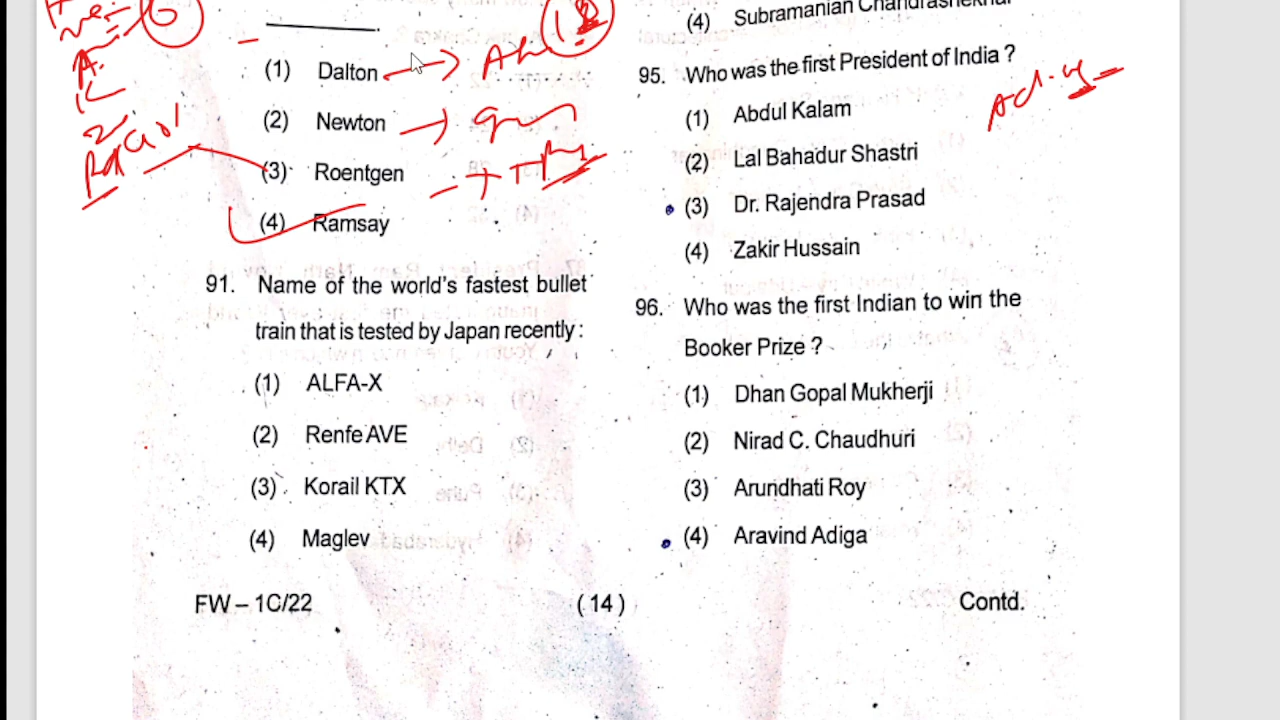 (1) Dalton
(2) Newton
(3) Roentgen
(4) Ramsay
91. Name of the world's fastest bullet
train that is tested by Japan recently :
(1) ALFA-X
(2) Renfe AVE
(3) Korail KTX
(4) Maglev
FW – 1C/22
( 14 )
(4) Subramanian Chandrashekhar
95. Who was the first President of India ?
(1) Abdul Kalam
(2) Lal Bahadur Shastri
(3) Dr. Rajendra Prasad
(4) Zakir Hussain
96. Who was the first Indian to win the
Booker Prize ?
(1) Dhan Gopal Mukherji
(2) Nirad C. Chaudhuri
(3) Arundhati Roy
(4) Aravind Adiga
Contd.